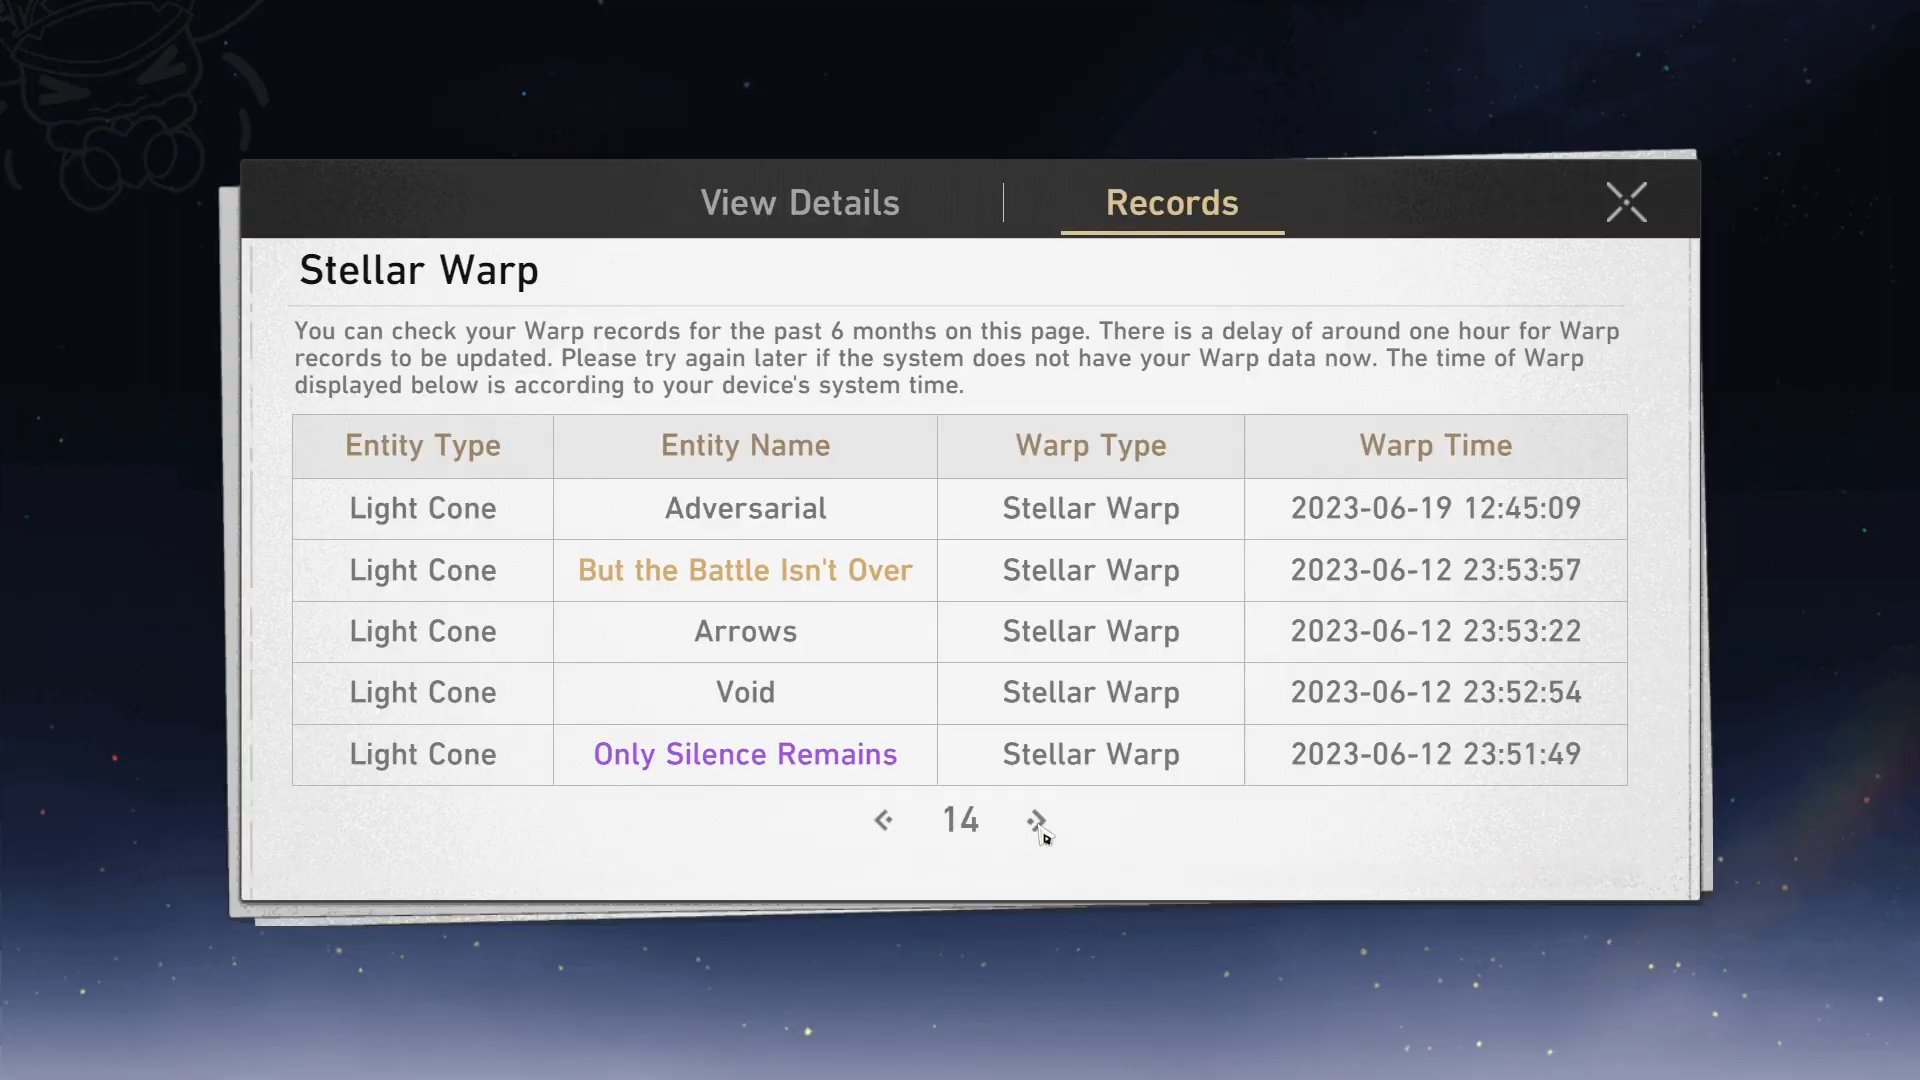 View Details
Records
Stellar Warp
You can check your Warp records for the past 6 months on this page. There is a delay of around one hour for Warp
records to be updated. Please try again later if the system does not have your Warp data now. The time of Warp
displayed below is according to your device's system time.
Entity Type Entity Name Warp Type Warp Time
Light Cone Adversarial Stellar Warp 2023-06-19 12:45:09
Light Cone But the Battle Isn't Over Stellar Warp 2023-06-12 23:53:57
Light Cone Arrows Stellar Warp 2023-06-12 23:53:22
Light Cone Void Stellar Warp 2023-06-12 23:52:54
Light Cone Only Silence Remains Stellar Warp 2023-06-12 23:51:49
14